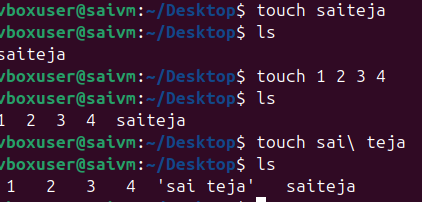 vboxuser@saivm:~/Desktop$ touch saiteja
vboxuser@saivm:~/Desktop$ ls
saiteja
vboxuser@saivm:~/Desktop$ touch 1 2 3 4
vboxuser@saivm:~/Desktop$ ls
1  2  3  4  saiteja
vboxuser@saivm:~/Desktop$ touch sai\ teja
vboxuser@saivm:~/Desktop$ ls
 1   2   3   4  'sai teja'   saiteja
vboxuser@saivm:~/Desktop$